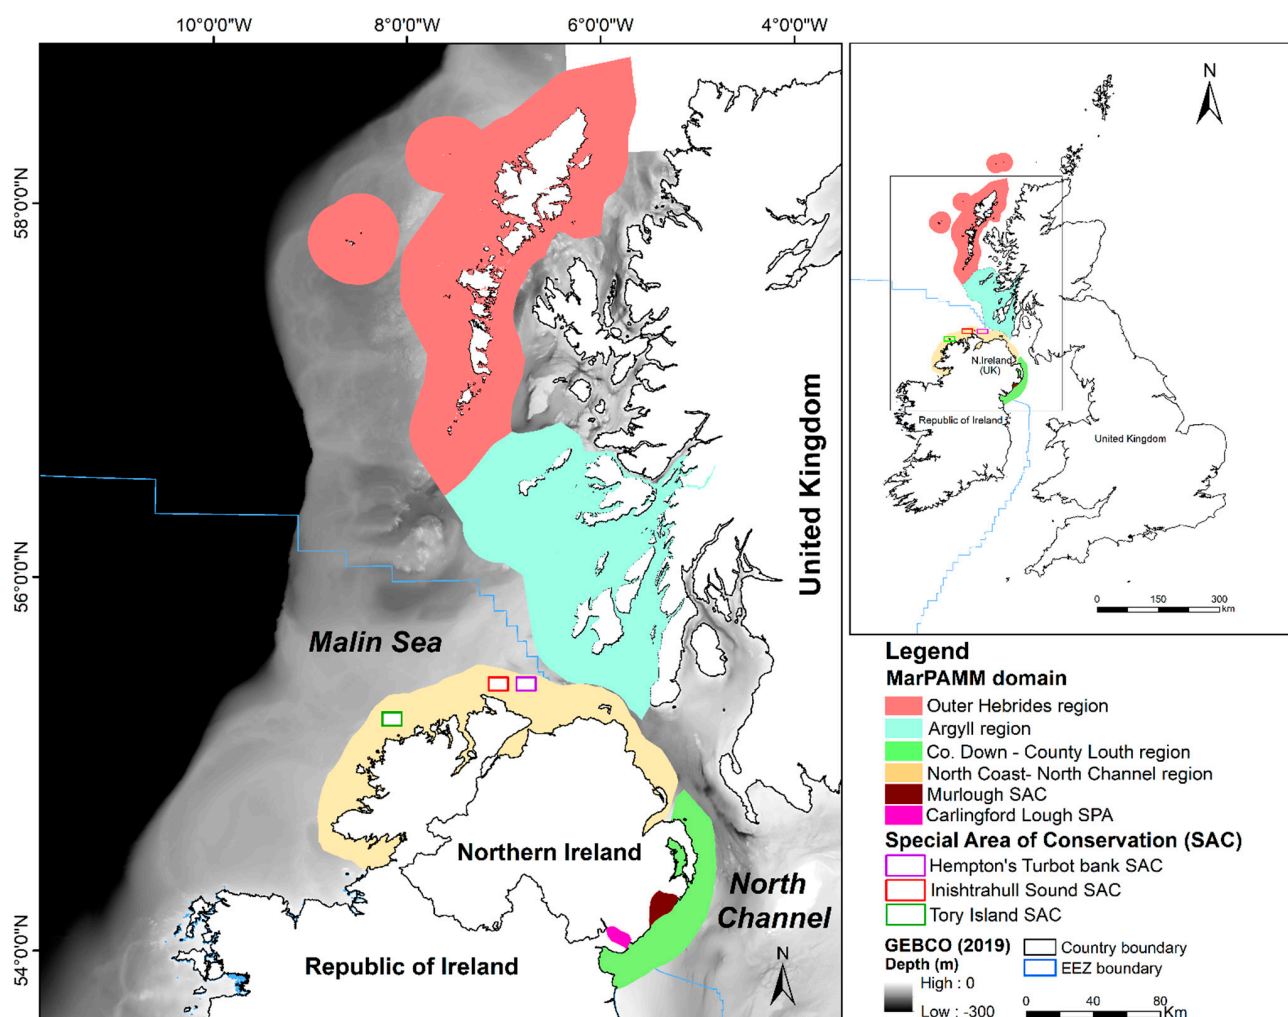 10°0'0"W
8°0'0"W
6°0'0"W
4°0'0"W
58°0'0"N
56°0'0"N
54°0'0"N
United Kingdom
Malin Sea
Northern Ireland
North
Channel
Republic of Ireland
N
N
N.Ireland
(UK)
Republic of Ireland
United Kingdom
0 150 300
km
Legend
MarPAMM domain
Outer Hebrides region
Argyll region
Co. Down - County Louth region
North Coast- North Channel region
Murlough SAC
Carlingford Lough SPA
Special Area of Conservation (SAC)
Hempton's Turbot bank SAC
Inishtrahull Sound SAC
Tory Island SAC
GEBCO (2019)
Depth (m)
High : 0
Low : -300
Country boundary
EEZ boundary
0 40 80
Km